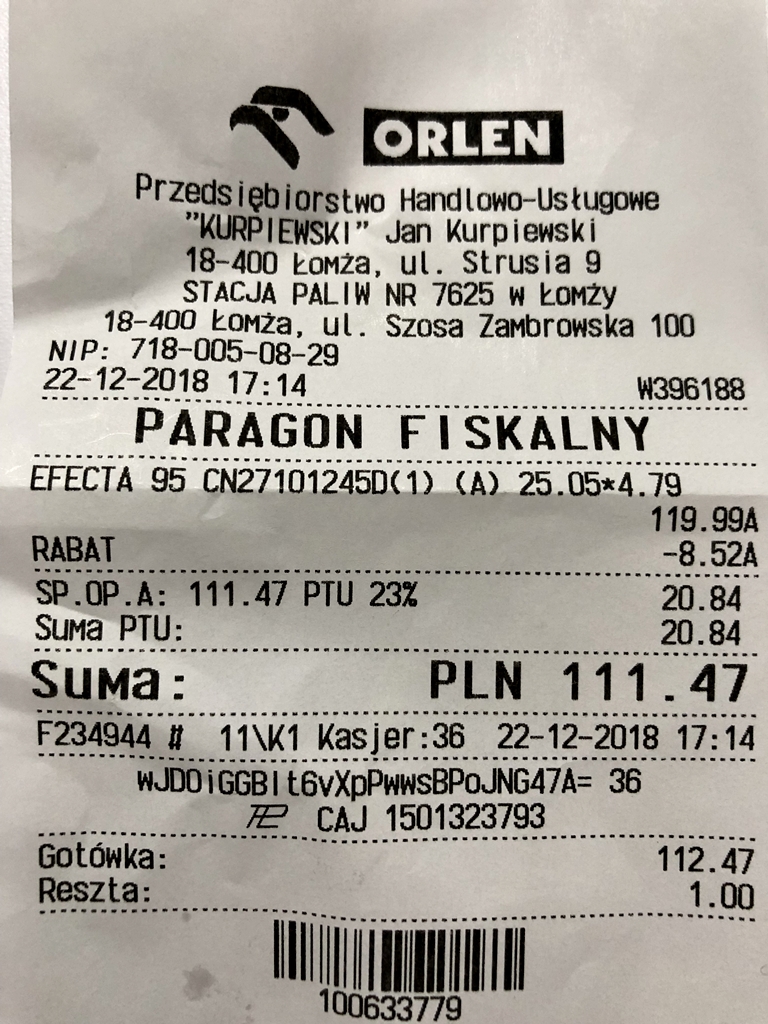 ORLEN
Przedsiębiorstwo Handlowo-Usługowe
"KURPIEWSKI" Jan Kurpiewski
18-400 Łomża, ul. Strusia 9
STACJA PALIW NR 7625 w Łomży
18-400 Łomża, ul. Szosa Zambrowska 100
NIP: 718-005-08-29
22-12-2018 17:14 W396188
PARAGON FISKALNY
EFECTA 95 CN27101245D(1) (A) 25.05*4.79
119.99A
RABAT -8.52A
SP.OP.A: 111.47 PTU 23% 20.84
Suma PTU: 20.84
Suma: PLN 111.47
F234944 # 11\K1 Kasjer:36 22-12-2018 17:14
wJDOiGGBIt6vXpPwwsBPoJNG47A= 36
CAJ 1501323793
Gotówka: 112.47
Reszta: 1.00
100633779